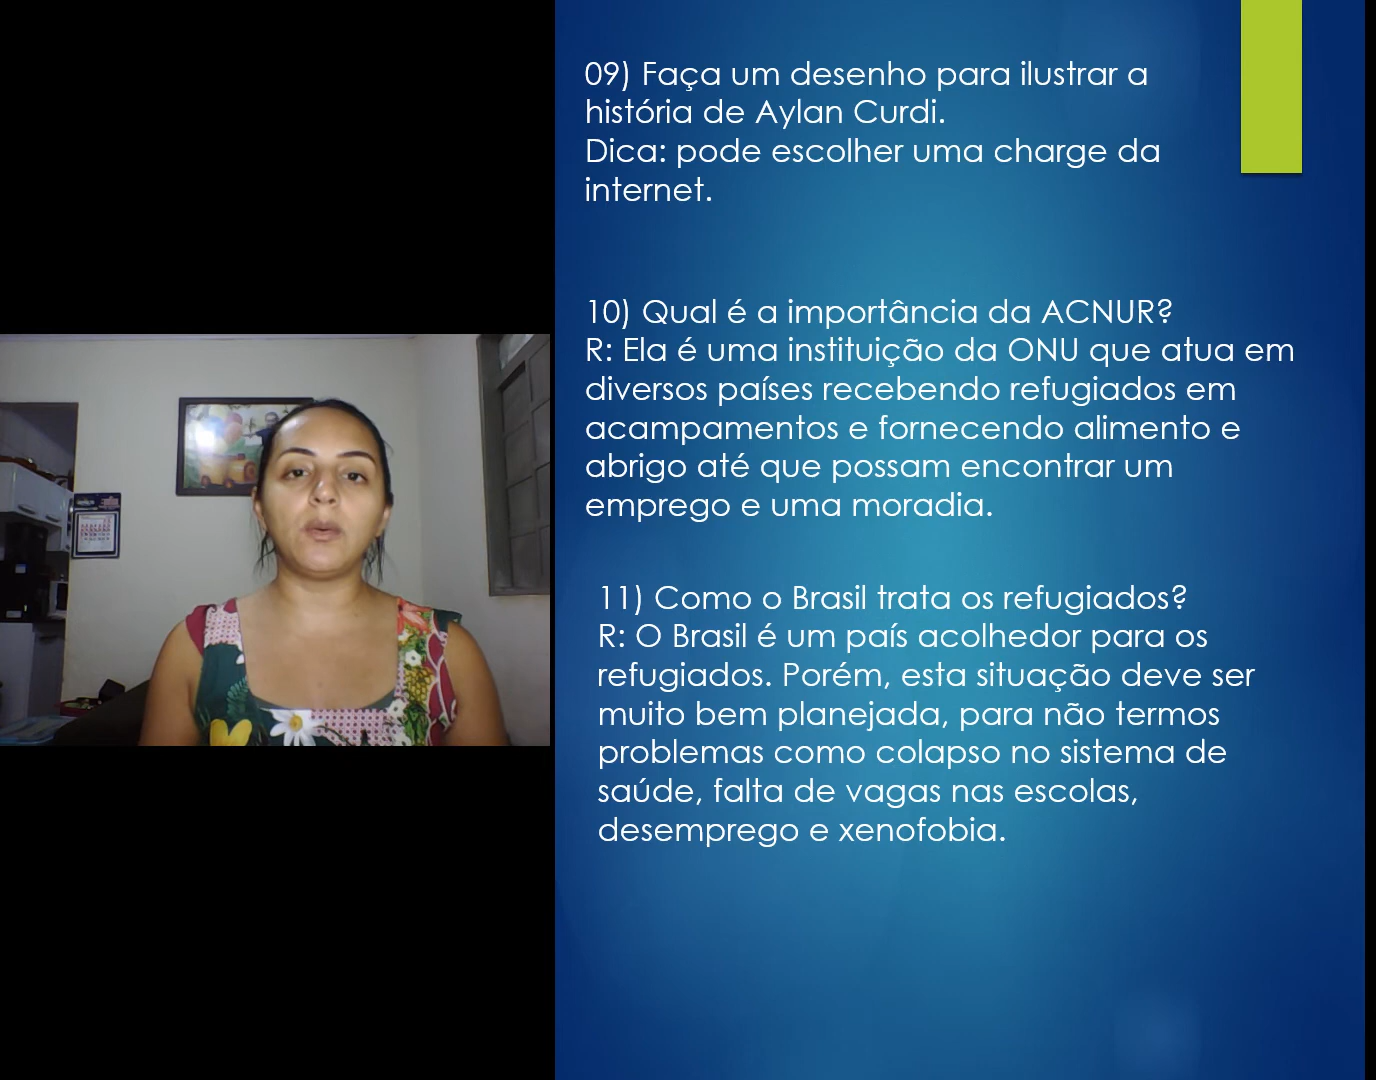 09) Faça um desenho para ilustrar a
história de Aylan Curdi.
Dica: pode escolher uma charge da
internet.
10) Qual é a importância da ACNUR?
R: Ela é uma instituição da ONU que atua em
diversos países recebendo refugiados em
acampamentos e fornecendo alimento e
abrigo até que possam encontrar um
emprego e uma moradia.
11) Como o Brasil trata os refugiados?
R: O Brasil é um país acolhedor para os
refugiados. Porém, esta situação deve ser
muito bem planejada, para não termos
problemas como colapso no sistema de
saúde, falta de vagas nas escolas,
desemprego e xenofobia.